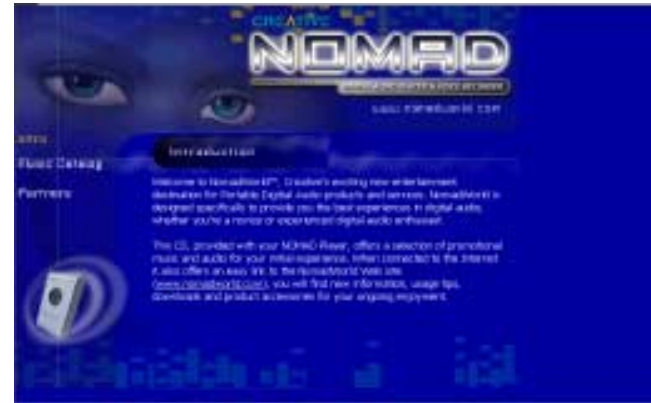 CREATIVE
NOMAD
www.nomadworld.com
Intro
Music Catalog
Partners
Introduction
Welcome to NomadWorld™, Creative's exciting new entertainment
destination for Portable Digital Audio products and services. NomadWorld is
designed specifically to provide you the best experiences in digital audio,
whether you're a novice or experienced digital audio enthusiast.
This CD, provided with your NOMAD Player, offers a selection of promotional
music and audio for your initial experience. When connected to the Internet
it also offers an easy link to the NomadWorld Web site
(www.nomadworld.com), you will find new information, usage tips,
downloads and product accessories for your ongoing enjoyment.